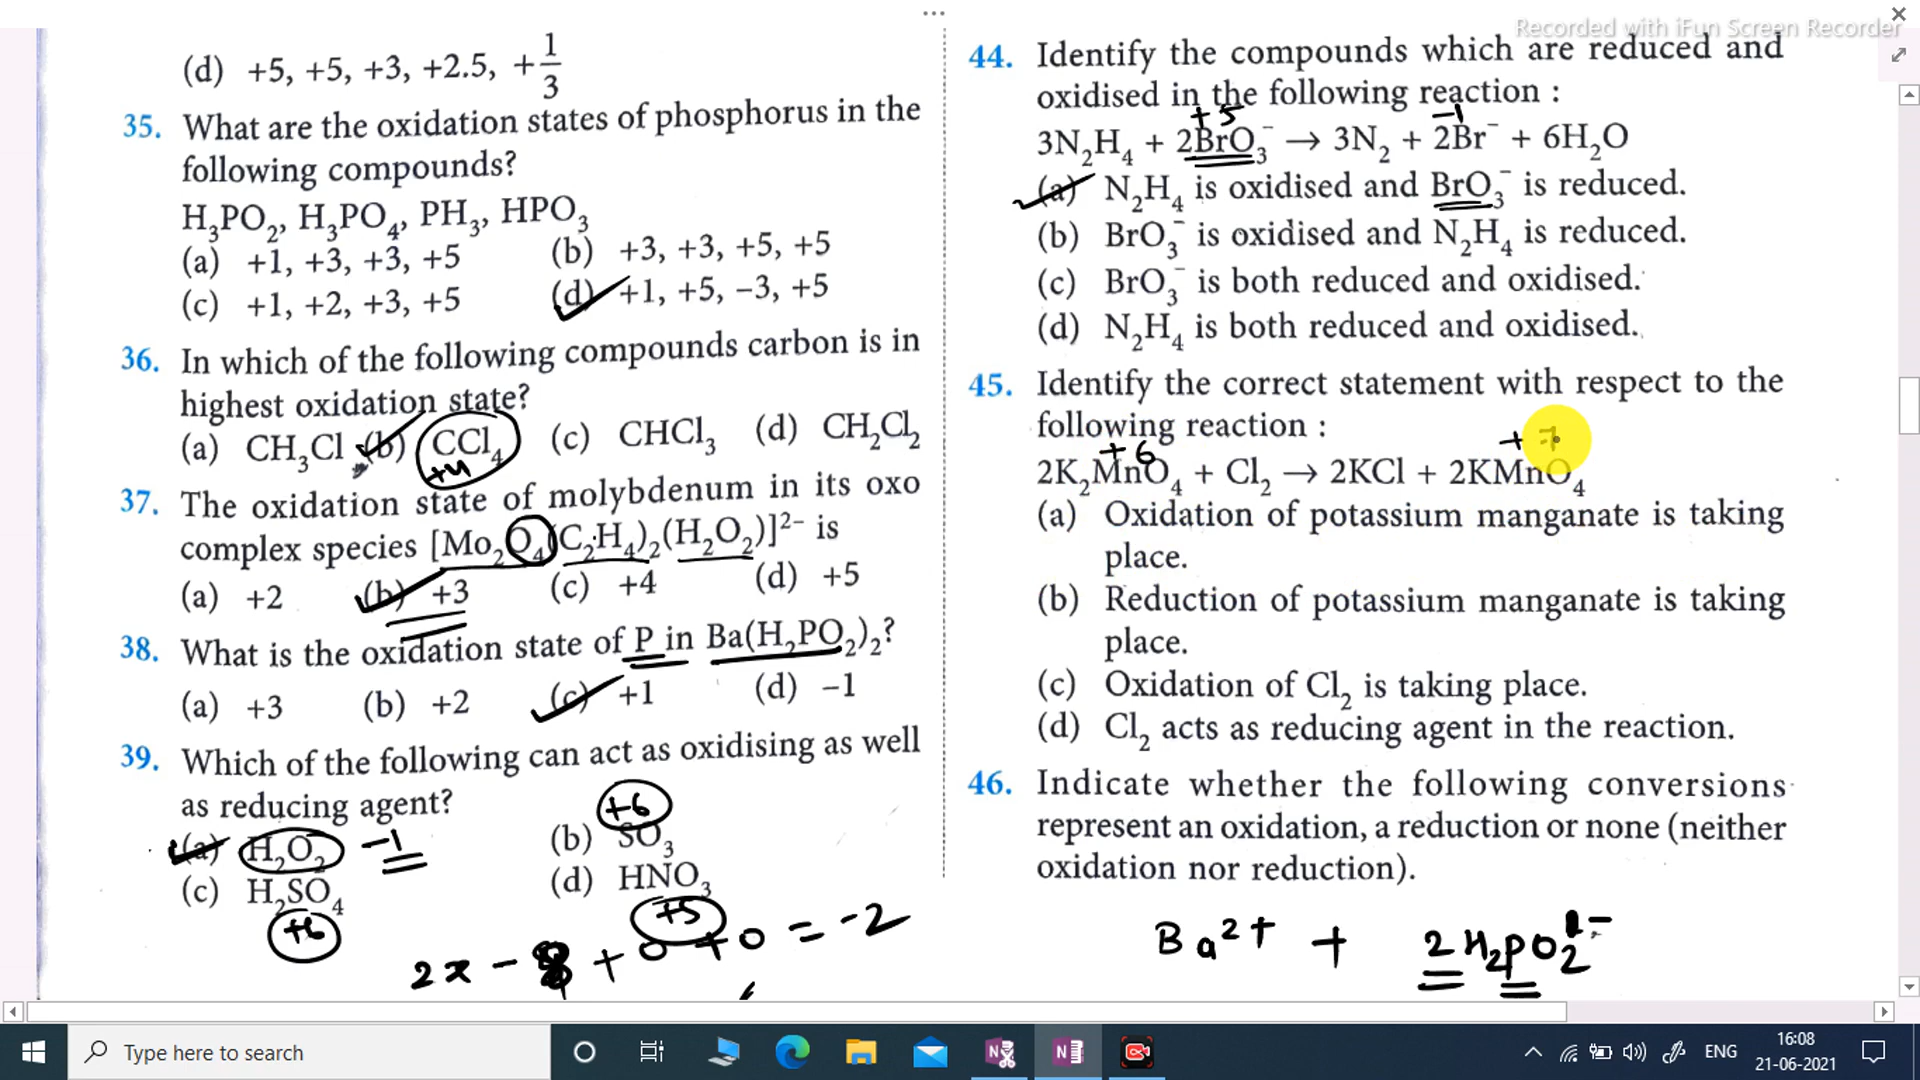 Recorded with iFun Screen Recorder
(d) +5, +5, +3, +2.5, +1/3
35. What are the oxidation states of phosphorus in the
following compounds?
H₃PO₂, H₃PO₄, PH₃, HPO₃
(a) +1, +3, +3, +5 (b) +3, +3, +5, +5
(c) +1, +2, +3, +5 (d) +1, +5, –3, +5
36. In which of the following compounds carbon is in
highest oxidation state?
(a) CH₃Cl (b) CCl₄ (c) CHCl₃ (d) CH₂Cl₂
+4
37. The oxidation state of molybdenum in its oxo
complex species [Mo₂O₄(C₂H₄)₂(H₂O₂)]²⁻ is
(a) +2 (b) +3 (c) +4 (d) +5
38. What is the oxidation state of P in Ba(H₂PO₂)₂?
(a) +3 (b) +2 (c) +1 (d) –1
39. Which of the following can act as oxidising as well
as reducing agent?
+6
(a) H₂O₂ –1 (b) SO₃
(c) H₂SO₄ (d) HNO₃
+6 +5
2x – 8 + 0 + 0 = –2
44. Identify the compounds which are reduced and
oxidised in the following reaction :
+5 –1
3N₂H₄ + 2BrO₃⁻ → 3N₂ + 2Br⁻ + 6H₂O
(a) N₂H₄ is oxidised and BrO₃⁻ is reduced.
(b) BrO₃⁻ is oxidised and N₂H₄ is reduced.
(c) BrO₃⁻ is both reduced and oxidised.
(d) N₂H₄ is both reduced and oxidised.
45. Identify the correct statement with respect to the
following reaction :
+6 +7
2K₂MnO₄ + Cl₂ → 2KCl + 2KMnO₄
(a) Oxidation of potassium manganate is taking
place.
(b) Reduction of potassium manganate is taking
place.
(c) Oxidation of Cl₂ is taking place.
(d) Cl₂ acts as reducing agent in the reaction.
46. Indicate whether the following conversions
represent an oxidation, a reduction or none (neither
oxidation nor reduction).
Ba²⁺ + 2H₂PO₂¹⁻
Type here to search
ENG
16:08
21-06-2021